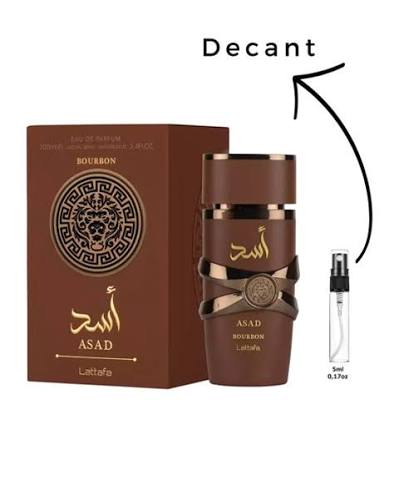 Decant
EAU DE PARFUM
BOURBON
أسد
ASAD
Lattafa
أسد
ASAD
BOURBON
Lattafa
5ml
0,17oz